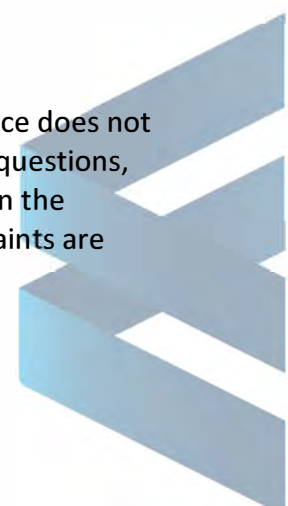 ce does not
questions,
n the
aints are